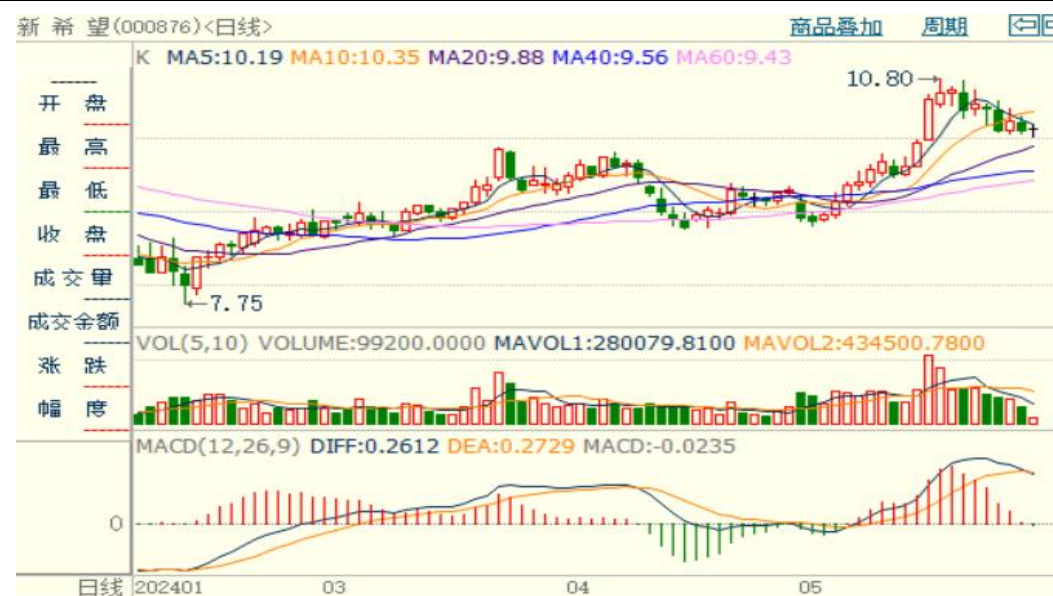 新 希 望(000876)<日线> 商品叠加 周期
K MA5:10.19 MA10:10.35 MA20:9.88 MA40:9.56 MA60:9.43
10.80
开 盘
最 高
最 低
收 盘
成 交 量
7.75
成交金额
VOL(5,10) VOLUME:99200.0000 MAVOL1:280079.8100 MAVOL2:434500.7800
涨 跌
幅 度
MACD(12,26,9) DIFF:0.2612 DEA:0.2729 MACD:-0.0235
0
日线 202401 03 04 05